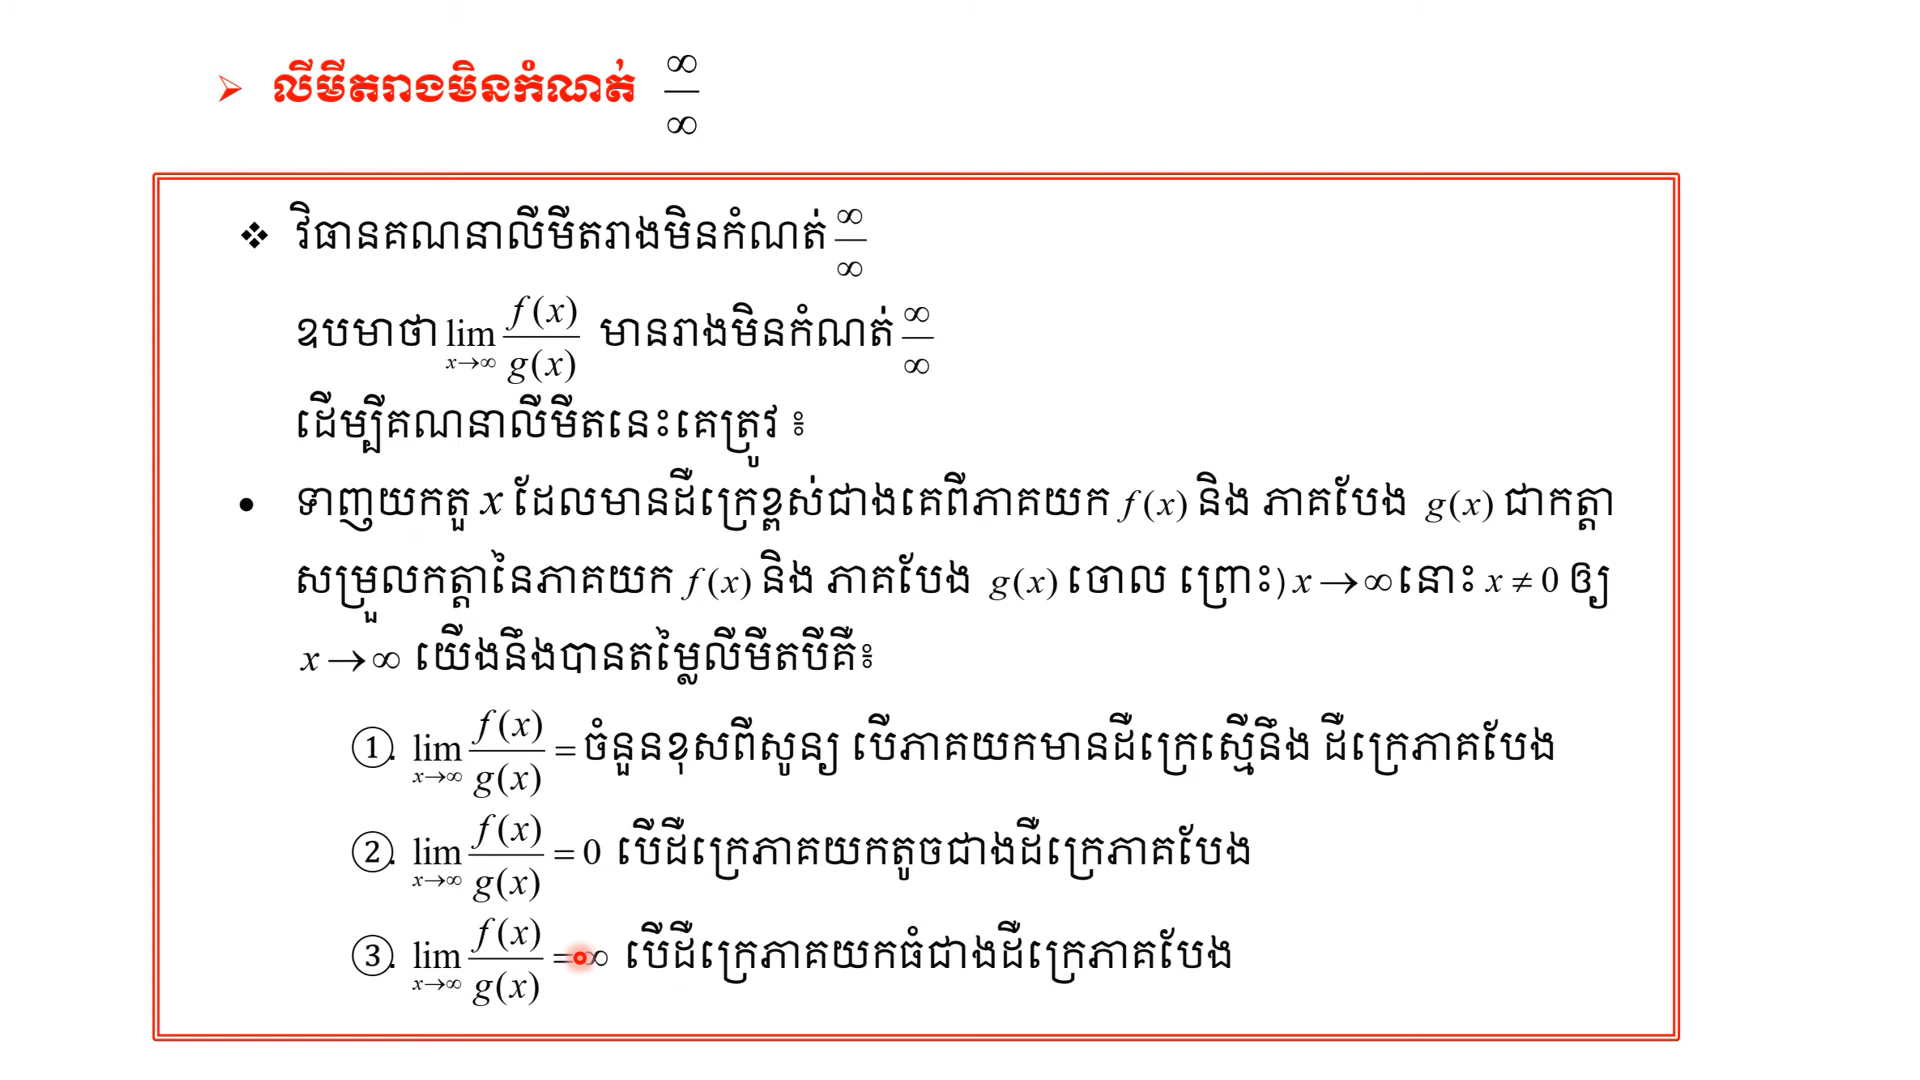 ➢ លីមីតរាងមិនកំណត់ ∞/∞
❖ វិធានគណនាលីមីតរាងមិនកំណត់ ∞/∞
ឧបមាថា lim x→∞ f(x)/g(x) មានរាងមិនកំណត់ ∞/∞
ដើម្បីគណនាលីមីតនេះគេត្រូវ ៖
• ទាញយកតួ x ដែលមានដឺក្រេខ្ពស់ជាងគេពីភាគយក f(x) និង ភាគបែង g(x) ជាកត្តា
សម្រួលកត្តានៃភាគយក f(x) និង ភាគបែង g(x) ចោល ព្រោះ) x→∞ នោះ x ≠ 0 ឲ្យ
x→∞ យើងនឹងបានតម្លៃលីមីតបីគឺ៖
①. lim x→∞ f(x)/g(x) = ចំនួនខុសពីសូន្យ បើភាគយកមានដឺក្រេស្មើនឹង ដឺក្រេភាគបែង
②. lim x→∞ f(x)/g(x) = 0 បើដឺក្រេភាគយកតូចជាងដឺក្រេភាគបែង
③. lim x→∞ f(x)/g(x) = ∞ បើដឺក្រេភាគយកធំជាងដឺក្រេភាគបែង